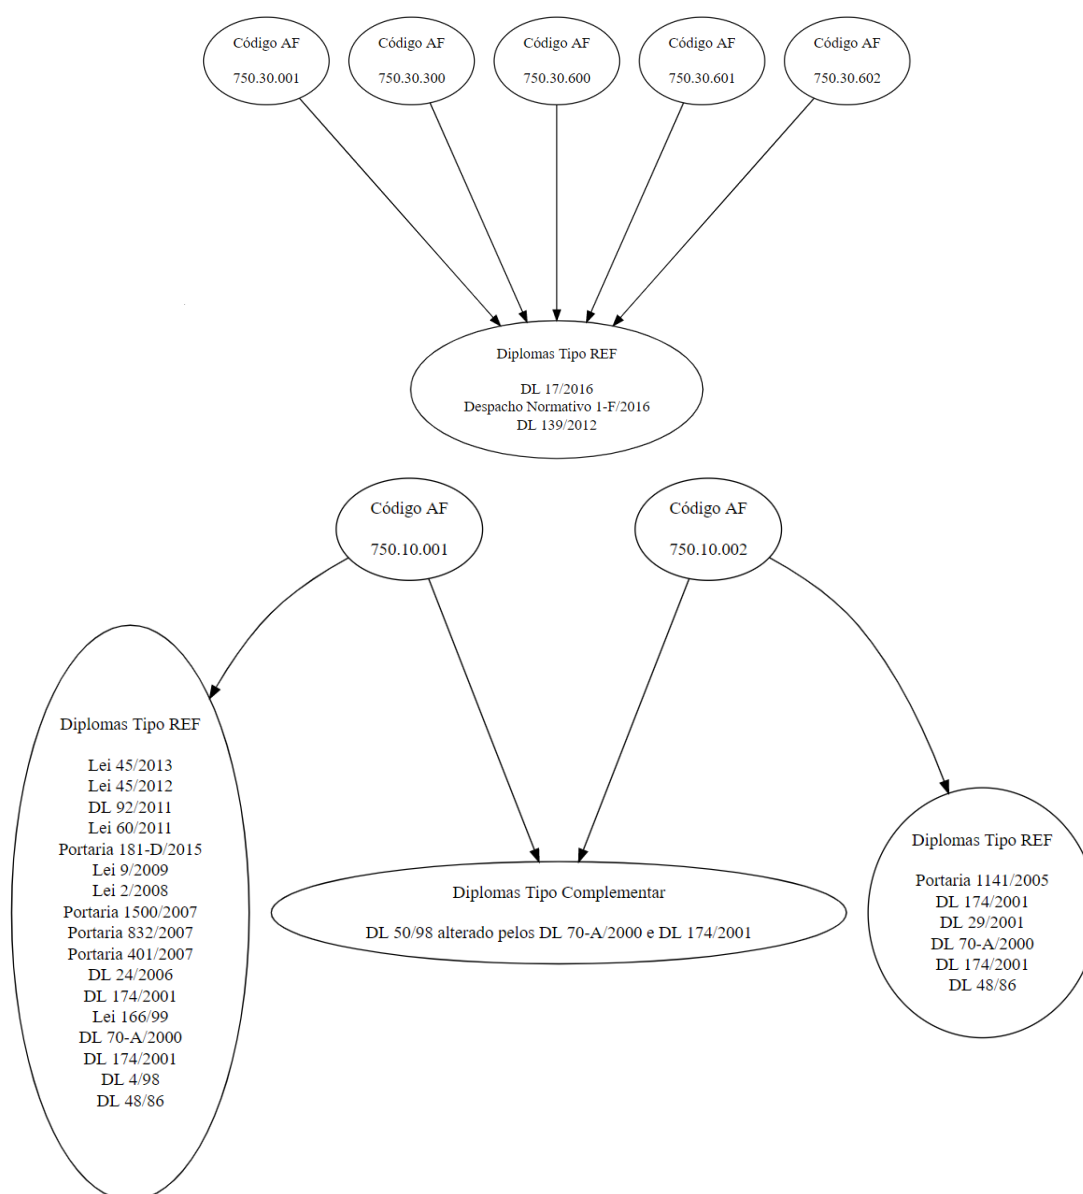 Código AF
750.30.001
Código AF
750.30.300
Código AF
750.30.600
Código AF
750.30.601
Código AF
750.30.602
Diplomas Tipo REF
DL 17/2016
Despacho Normativo 1-F/2016
DL 139/2012
Código AF
750.10.001
Código AF
750.10.002
Diplomas Tipo REF
Lei 45/2013
Lei 45/2012
DL 92/2011
Lei 60/2011
Portaria 181-D/2015
Lei 9/2009
Lei 2/2008
Portaria 1500/2007
Portaria 832/2007
Portaria 401/2007
DL 24/2006
DL 174/2001
Lei 166/99
DL 70-A/2000
DL 174/2001
DL 4/98
DL 48/86
Diplomas Tipo Complementar
DL 50/98 alterado pelos DL 70-A/2000 e DL 174/2001
Diplomas Tipo REF
Portaria 1141/2005
DL 174/2001
DL 29/2001
DL 70-A/2000
DL 174/2001
DL 48/86